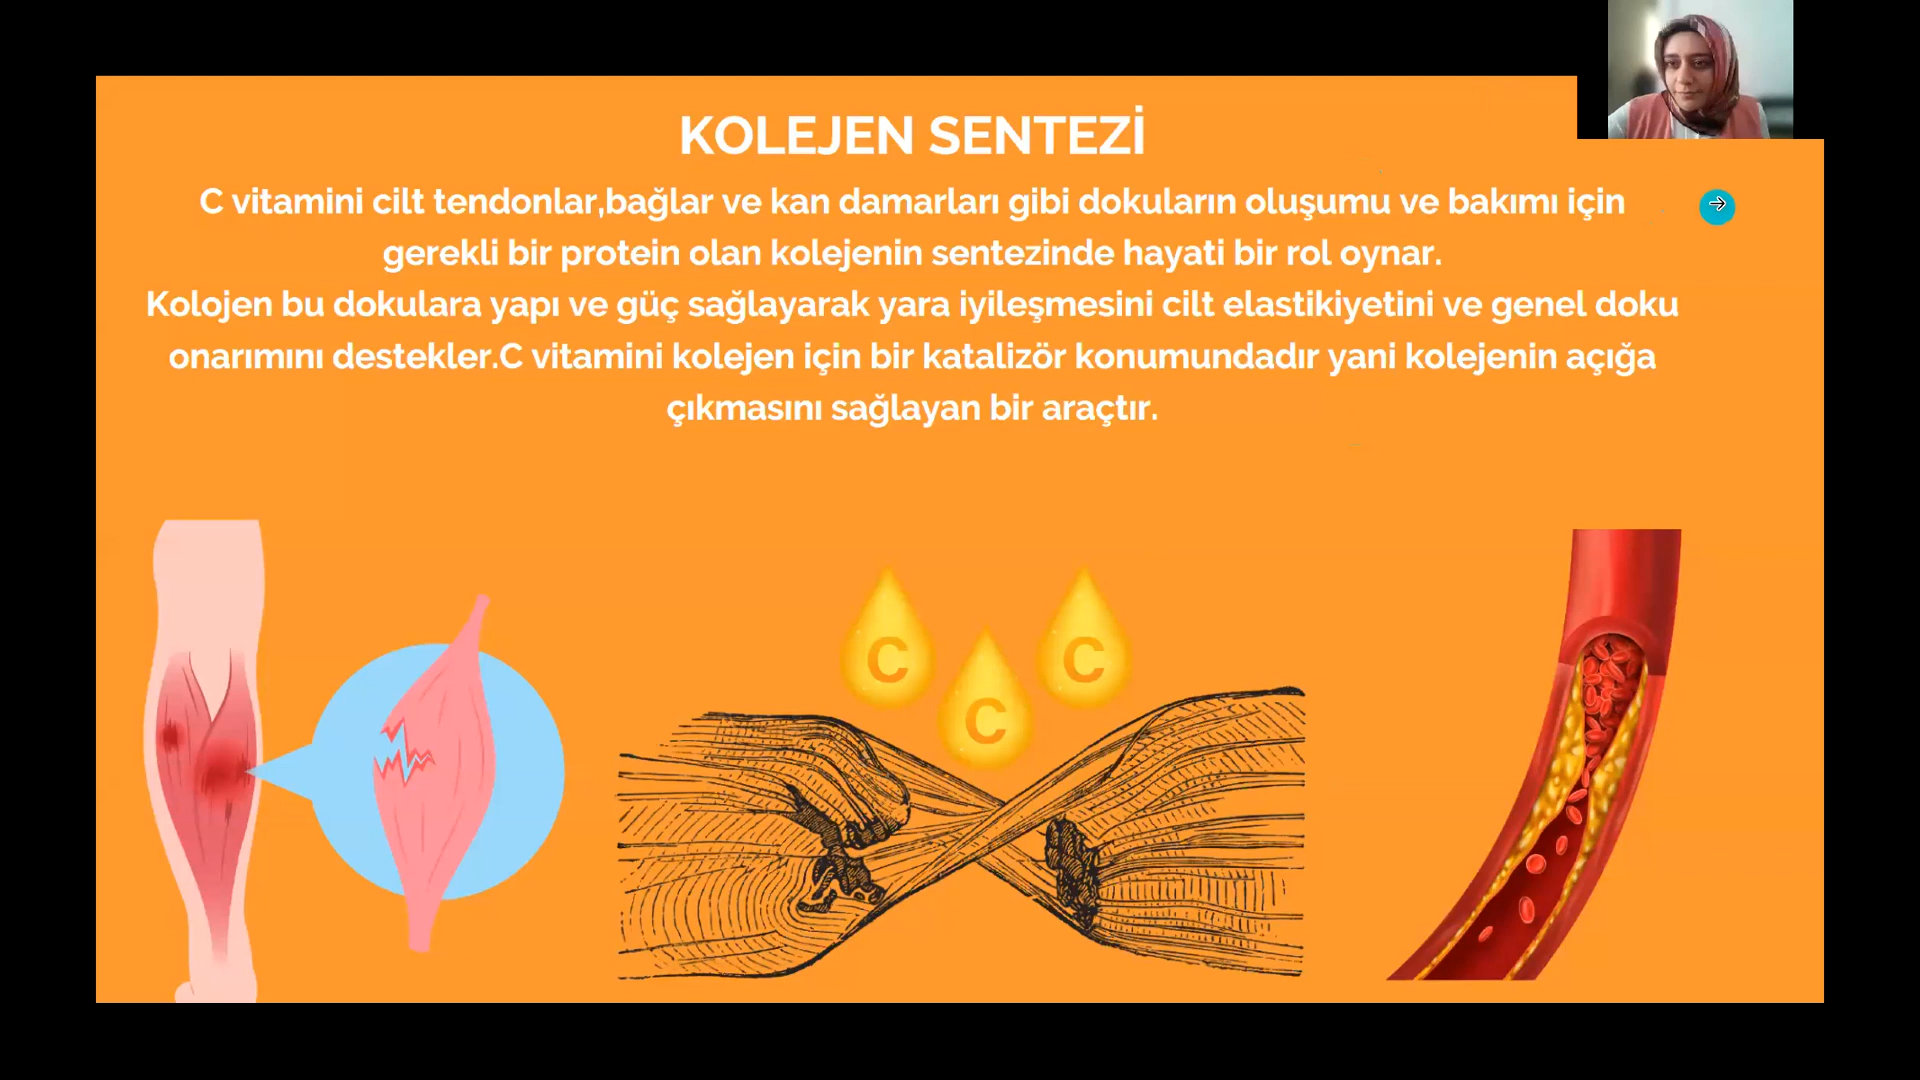 KOLEJEN SENTEZİ
C vitamini cilt tendonlar,bağlar ve kan damarları gibi dokuların oluşumu ve bakımı için
gerekli bir protein olan kolejenin sentezinde hayati bir rol oynar.
Kolojen bu dokulara yapı ve güç sağlayarak yara iyileşmesini cilt elastikiyetini ve genel doku
onarımını destekler.C vitamini kolejen için bir katalizör konumundadır yani kolejenin açığa
çıkmasını sağlayan bir araçtır.
C
C
C